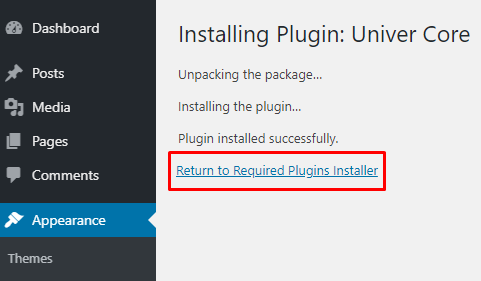 Dashboard
Posts
Media
Pages
Comments
Appearance
Themes
Installing Plugin: Univer Core
Unpacking the package...
Installing the plugin...
Plugin installed successfully.
Return to Required Plugins Installer